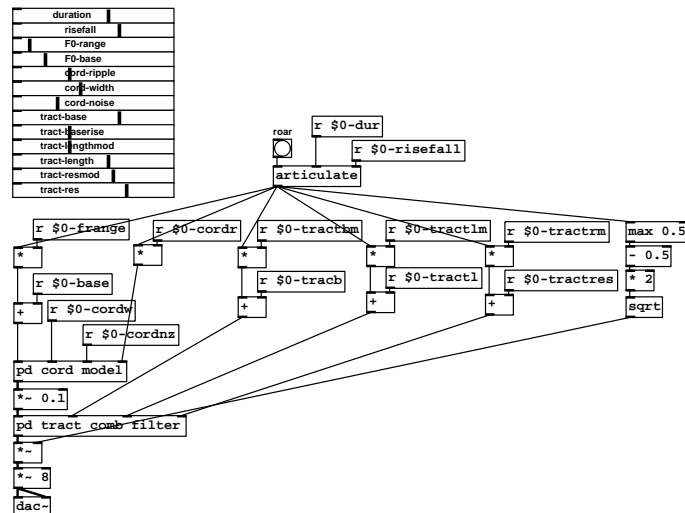 duration
risefall
F0-range
F0-base
cord-ripple
cord-width
cord-noise
tract-base
tract-baserise
tract-lengthmod
tract-length
tract-resmod
tract-res
roar
r $0-dur
r $0-risefall
articulate
r $0-frange
r $0-cordr
r $0-tractbm
r $0-tractlm
r $0-tractrm
max 0.5
*
*
*
*
*
- 0.5
r $0-base
r $0-tracb
r $0-tractl
r $0-tractres
* 2
+
r $0-cordw
+
+
+
sqrt
r $0-cordnz
pd cord model
*~ 0.1
pd tract comb filter
*~
*~ 8
dac~